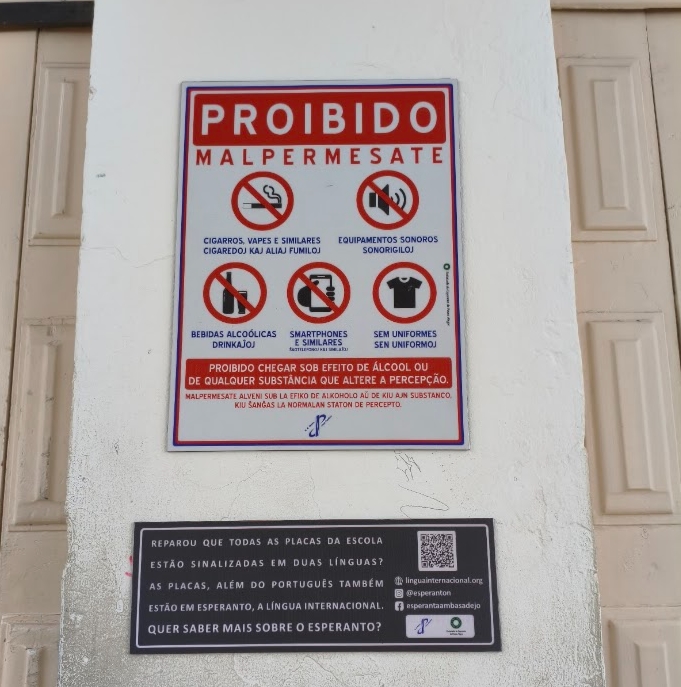 PROIBIDO
MALPERMESATE
CIGARROS, VAPES E SIMILARES
CIGAREDOJ KAJ ALIAJ FUMILOJ
EQUIPAMENTOS SONOROS
SONORIGILOJ
BEBIDAS ALCOÓLICAS
DRINKAĴOJ
SMARTPHONES
E SIMILARES
SEM UNIFORMES
SEN UNIFORMOJ
PROIBIDO CHEGAR SOB EFEITO DE ÁLCOOL OU
DE QUALQUER SUBSTÂNCIA QUE ALTERE A PERCEPÇÃO.
MALPERMESATE ALVENI SUB LA EFIKO DE ALKOHOLO AŬ DE KIU AJN SUBSTANCO,
KIU ŜANĜAS LA NORMALAN STATON DE PERCEPTO.
REPAROU QUE TODAS AS PLACAS DA ESCOLA
ESTÃO SINALIZADAS EM DUAS LÍNGUAS?
AS PLACAS, ALÉM DO PORTUGUÊS TAMBÉM
ESTÃO EM ESPERANTO, A LÍNGUA INTERNACIONAL.
QUER SABER MAIS SOBRE O ESPERANTO?
linguainternacional.org
@esperanton
esperantaambasadejo